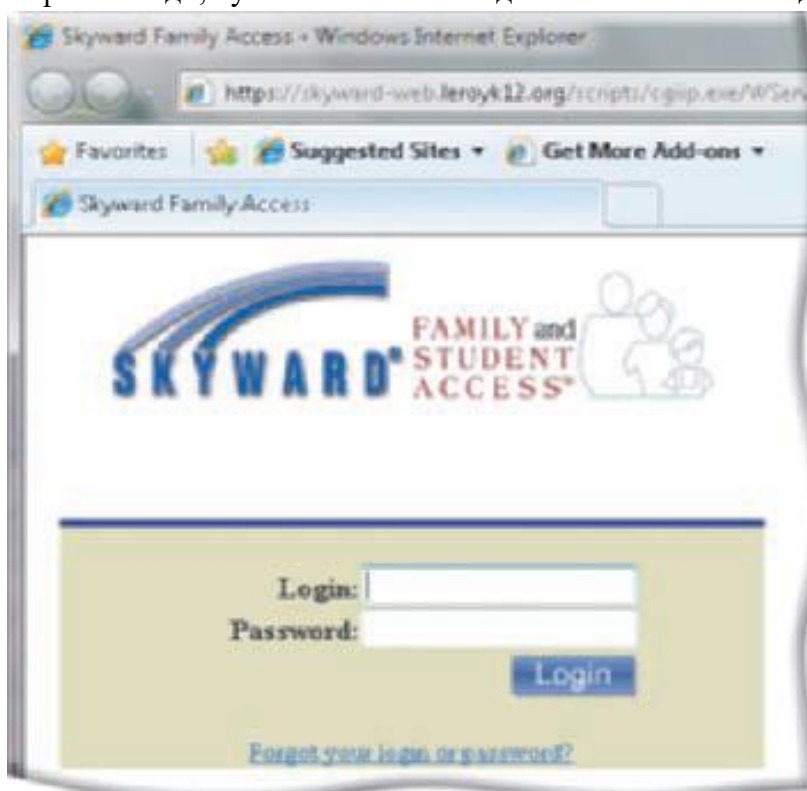 Skyward Family Access - Windows Internet Explorer
https://skyward-web.leroyk12.org/scripts/cgiip.exe/WSer
Favorites Suggested Sites Get More Add-ons
Skyward Family Access
SKYWARD® FAMILY and
STUDENT
ACCESS®
Login:
Password:
Login
Forgot your login or password?